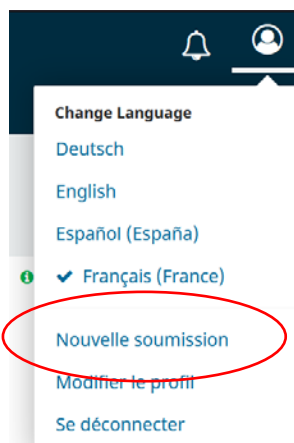 Change Language
Deutsch
English
Español (España)
Français (France)
Nouvelle soumission
Modifier le profil
Se déconnecter